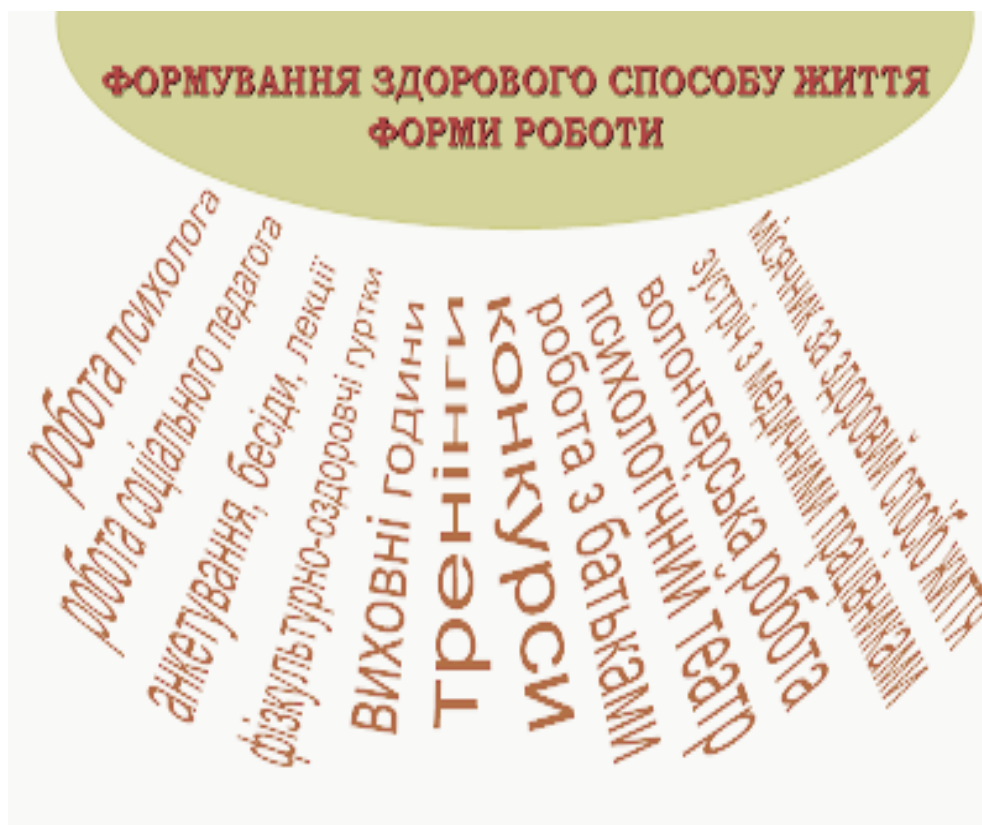 ФОРМУВАННЯ ЗДОРОВОГО СПОСОБУ ЖИТТЯ
ФОРМИ РОБОТИ
робота психолога
робота соціального педагога
анкетування, бесіди, лекції
фізкультурно-оздоровчі гуртки
виховні години
тренінги
конкурси
робота з батьками
психологічний театр
волонтерська робота
зустріч з медичними працівниками
місячник за здоровий спосіб життя